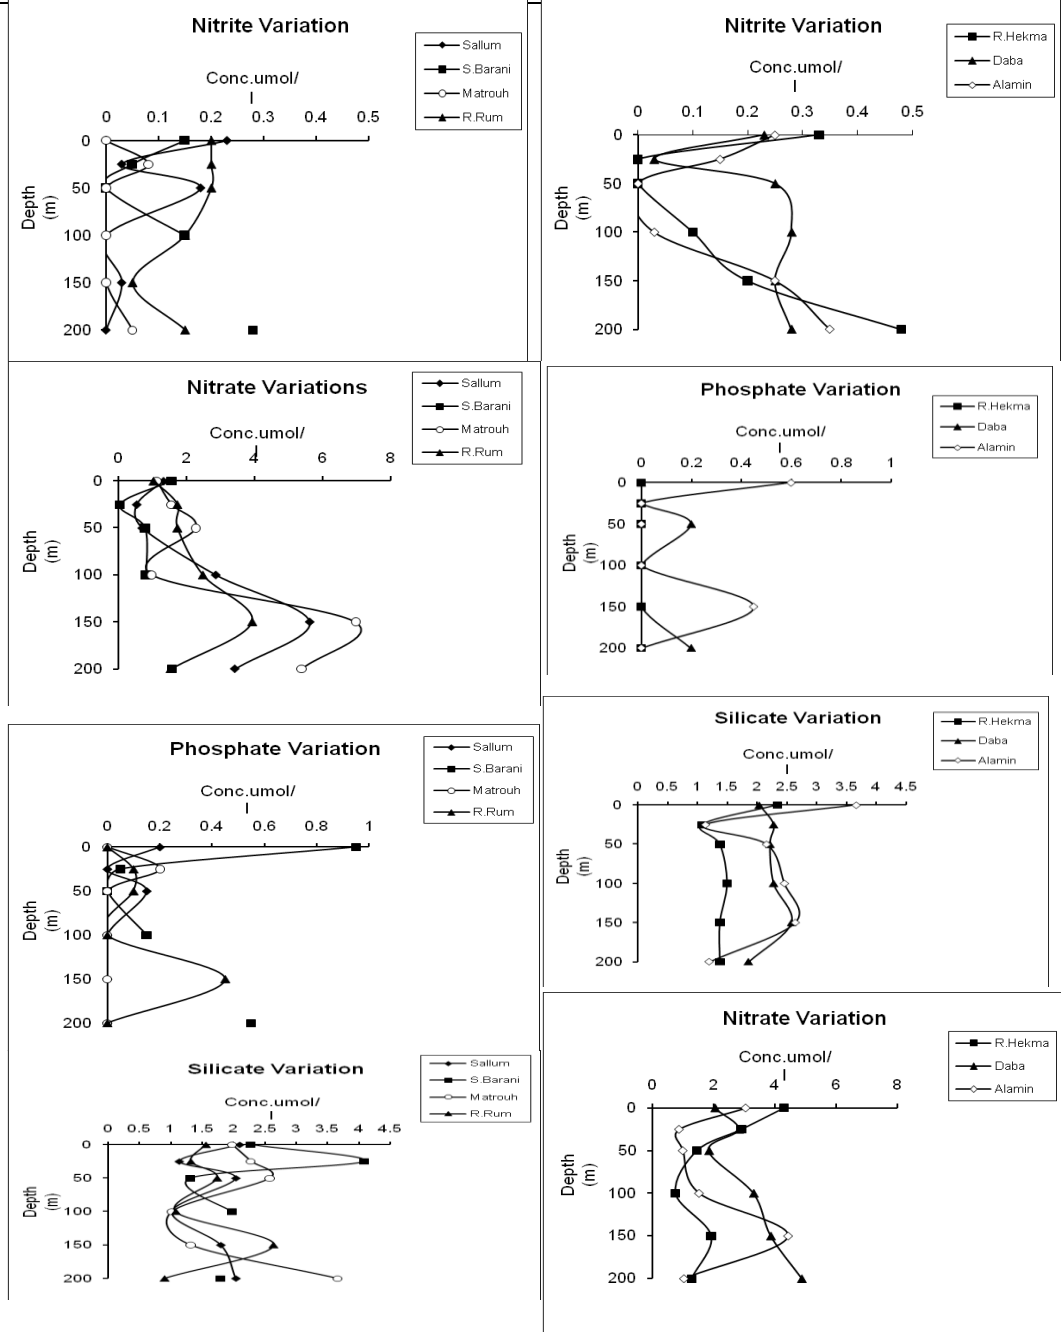 Nitrite Variation
Sallum
S.Barani
Matrouh
R.Rum
Conc.umol/
l
0 0.1 0.2 0.3 0.4 0.5
Depth
(m)
0
50
100
150
200
Nitrite Variation
R.Hekma
Daba
Alamin
Conc.umol/
l
0 0.1 0.2 0.3 0.4 0.5
Depth
(m)
0
50
100
150
200
Nitrate Variations
Sallum
S.Barani
Matrouh
R.Rum
Conc.umol/
l
0 2 4 6 8
Depth
(m)
0
50
100
150
200
Phosphate Variation
R.Hekma
Daba
Alamin
Conc.umol/
l
0 0.2 0.4 0.6 0.8 1
Depth
(m)
0
50
100
150
200
Phosphate Variation
Sallum
S.Barani
Matrouh
R.Rum
Conc.umol/
l
0 0.2 0.4 0.6 0.8 1
Depth
(m)
0
50
100
150
200
Silicate Variation
R.Hekma
Daba
Alamin
Conc.umol/
l
0 0.5 1 1.5 2 2.5 3 3.5 4 4.5
Depth
(m)
0
50
100
150
200
Silicate Variation
Sallum
S.Barani
Matrouh
R.Rum
Conc.umol/
l
0 0.5 1 1.5 2 2.5 3 3.5 4 4.5
Depth
(m)
0
50
100
150
200
Nitrate Variation
R.Hekma
Daba
Alamin
Conc.umol/
l
0 2 4 6 8
Depth
(m)
0
50
100
150
200